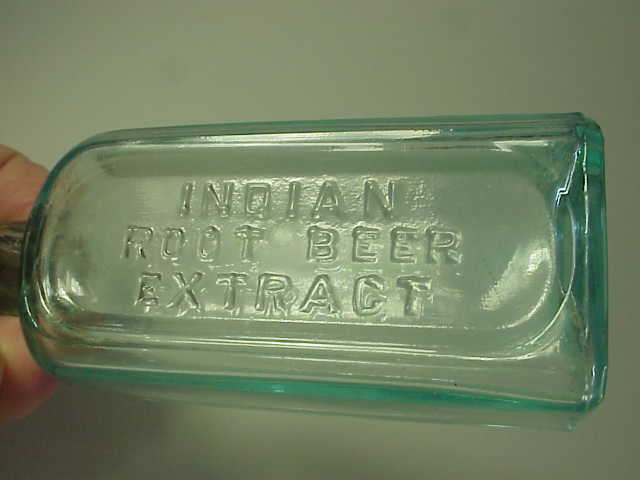 INDIAN
ROOT BEER
EXTRACT